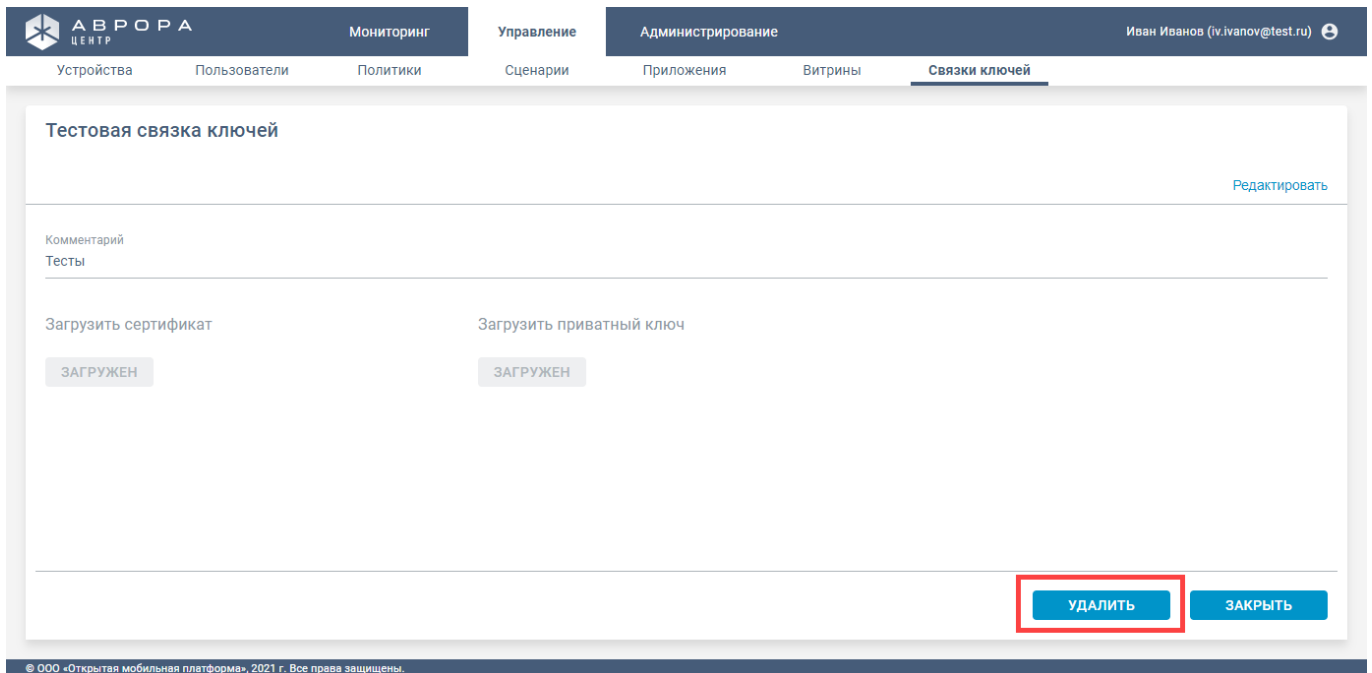 АВРОРА
ЦЕНТР
Мониторинг Управление Администрирование Иван Иванов (iv.ivanov@test.ru)
Устройства Пользователи Политики Сценарии Приложения Витрины Связки ключей
Тестовая связка ключей
Редактировать
Комментарий
Тесты
Загрузить сертификат Загрузить приватный ключ
ЗАГРУЖЕН ЗАГРУЖЕН
УДАЛИТЬ ЗАКРЫТЬ
© ООО «Открытая мобильная платформа», 2021 г. Все права защищены.